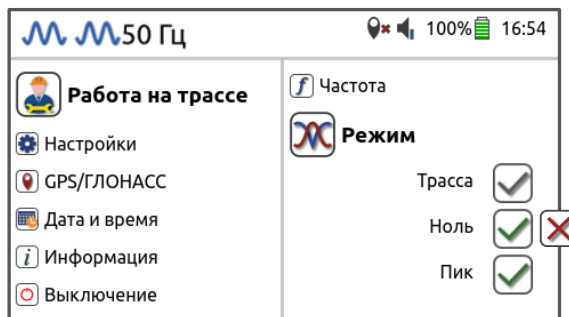 50 Гц
100% 16:54
Работа на трассе
Настройки
GPS/ГЛОНАСС
Дата и время
Информация
Выключение
Частота
Режим
Трасса
Ноль
Пик